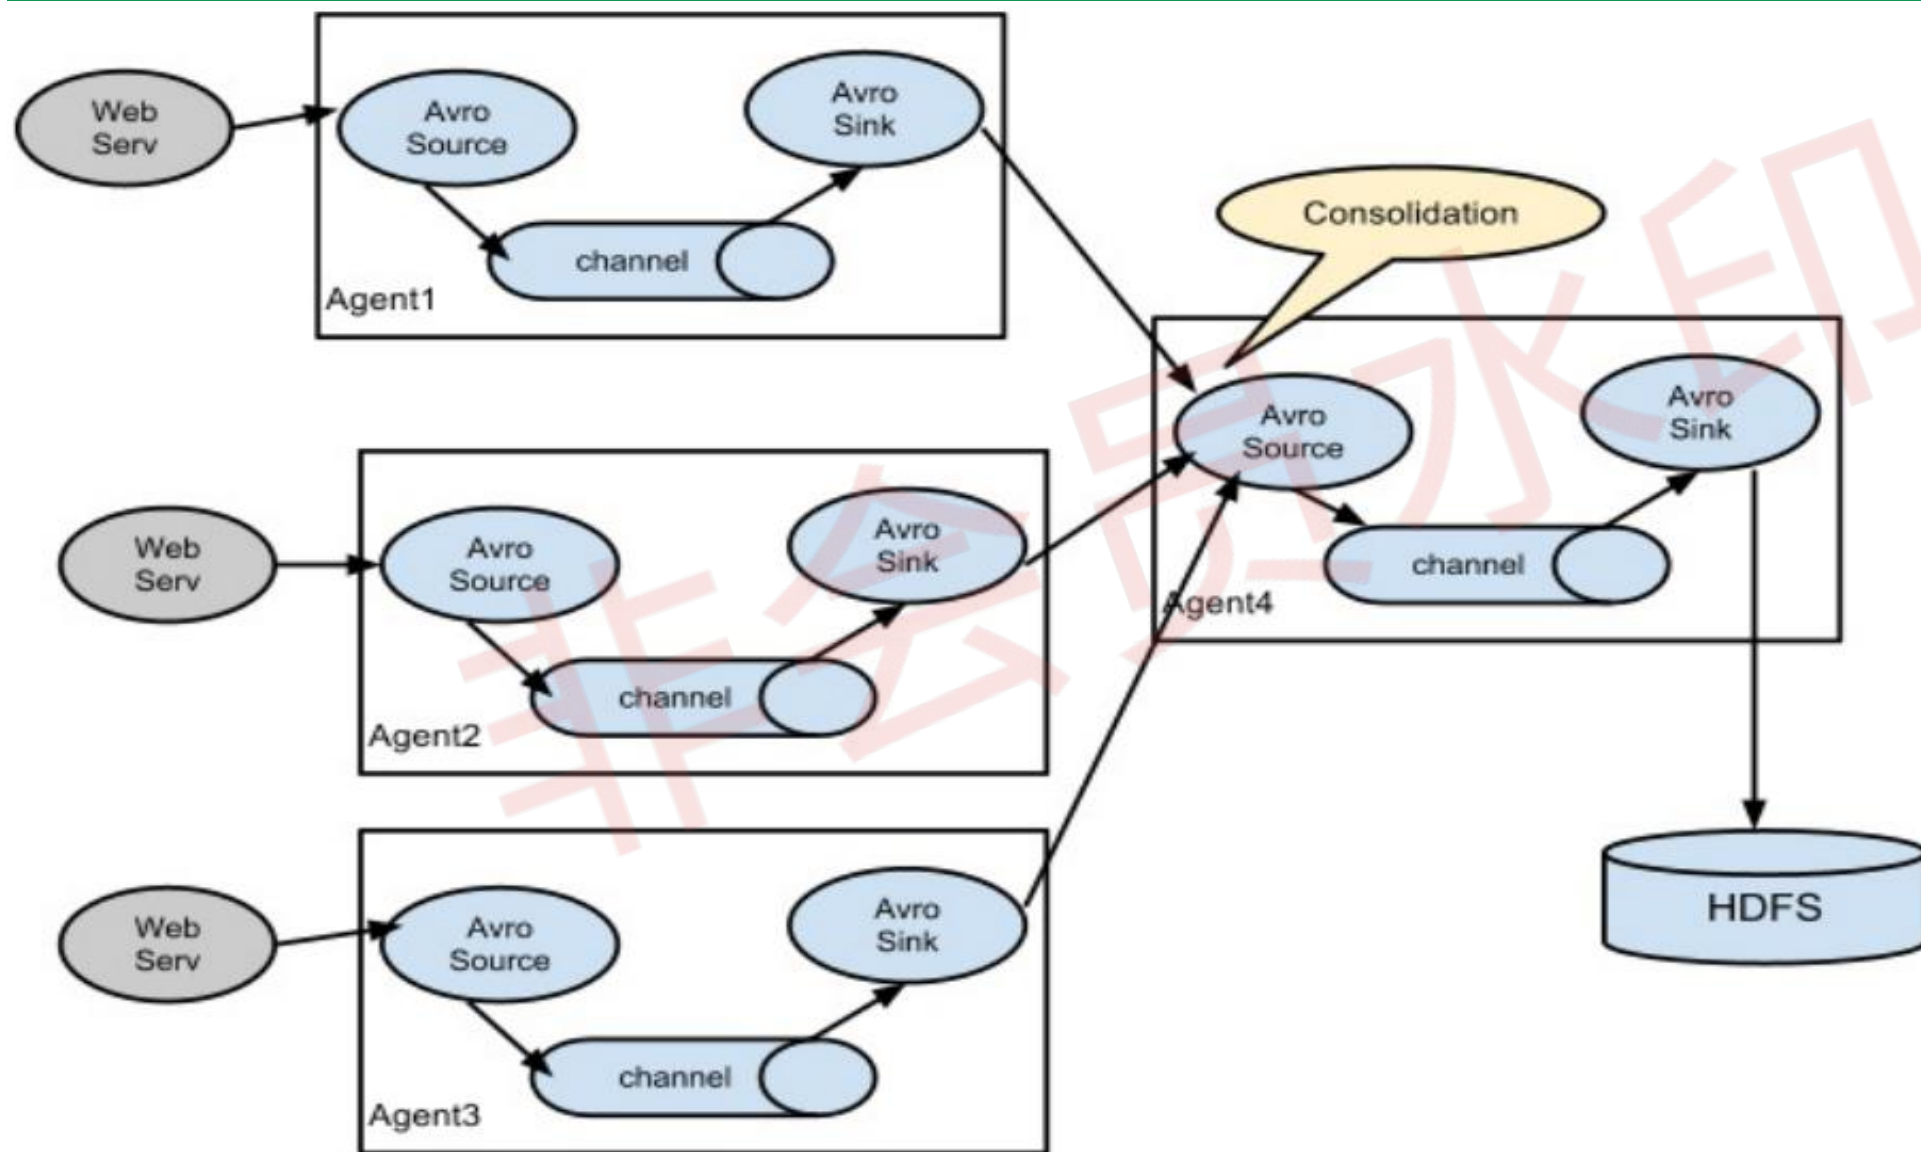 Web
Serv
Avro
Source
Avro
Sink
channel
Agent1
Consolidation
Web
Serv
Avro
Source
Avro
Sink
channel
Agent2
Avro
Source
Avro
Sink
channel
Agent4
Web
Serv
Avro
Source
Avro
Sink
channel
Agent3
HDFS
非会员水印